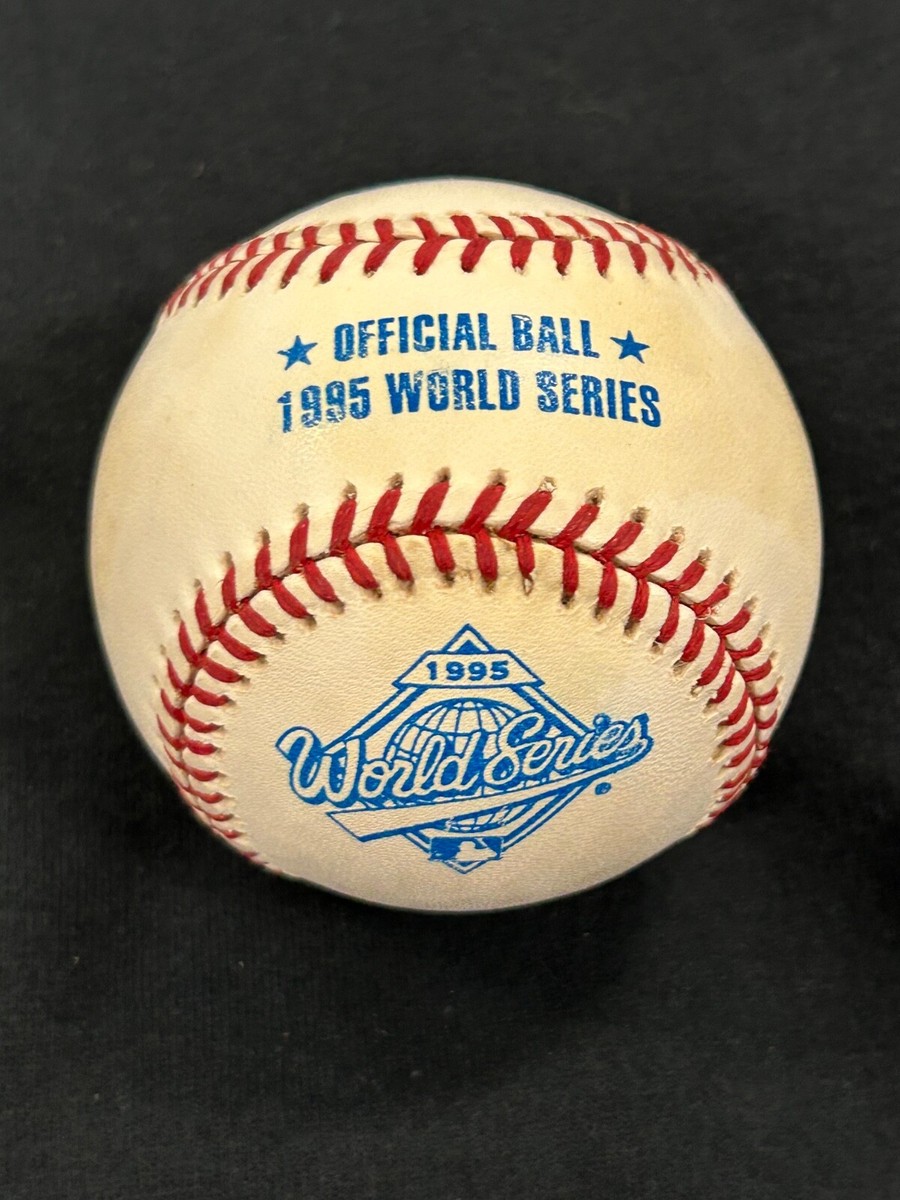 ★ OFFICIAL BALL ★
1995 WORLD SERIES
1995
World Series
®